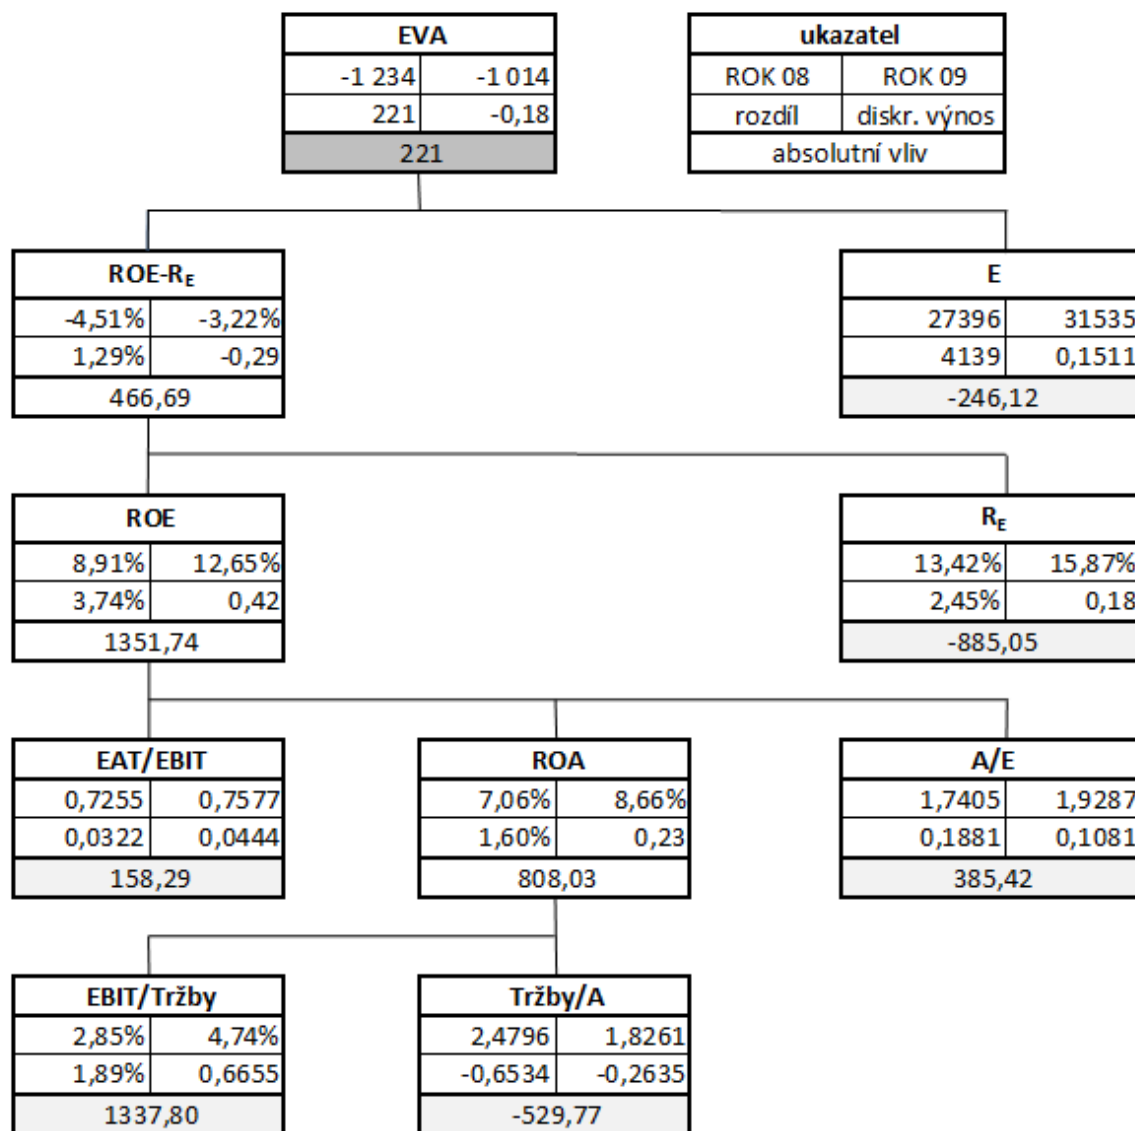 EVA
-1 234 -1 014
221 -0,18
221
ukazatel
ROK 08 ROK 09
rozdíl diskr. výnos
absolutní vliv
ROE-RE
-4,51% -3,22%
1,29% -0,29
466,69
E
27396 31535
4139 0,1511
-246,12
ROE
8,91% 12,65%
3,74% 0,42
1351,74
RE
13,42% 15,87%
2,45% 0,18
-885,05
EAT/EBIT
0,7255 0,7577
0,0322 0,0444
158,29
ROA
7,06% 8,66%
1,60% 0,23
808,03
A/E
1,7405 1,9287
0,1881 0,1081
385,42
EBIT/Tržby
2,85% 4,74%
1,89% 0,6655
1337,80
Tržby/A
2,4796 1,8261
-0,6534 -0,2635
-529,77